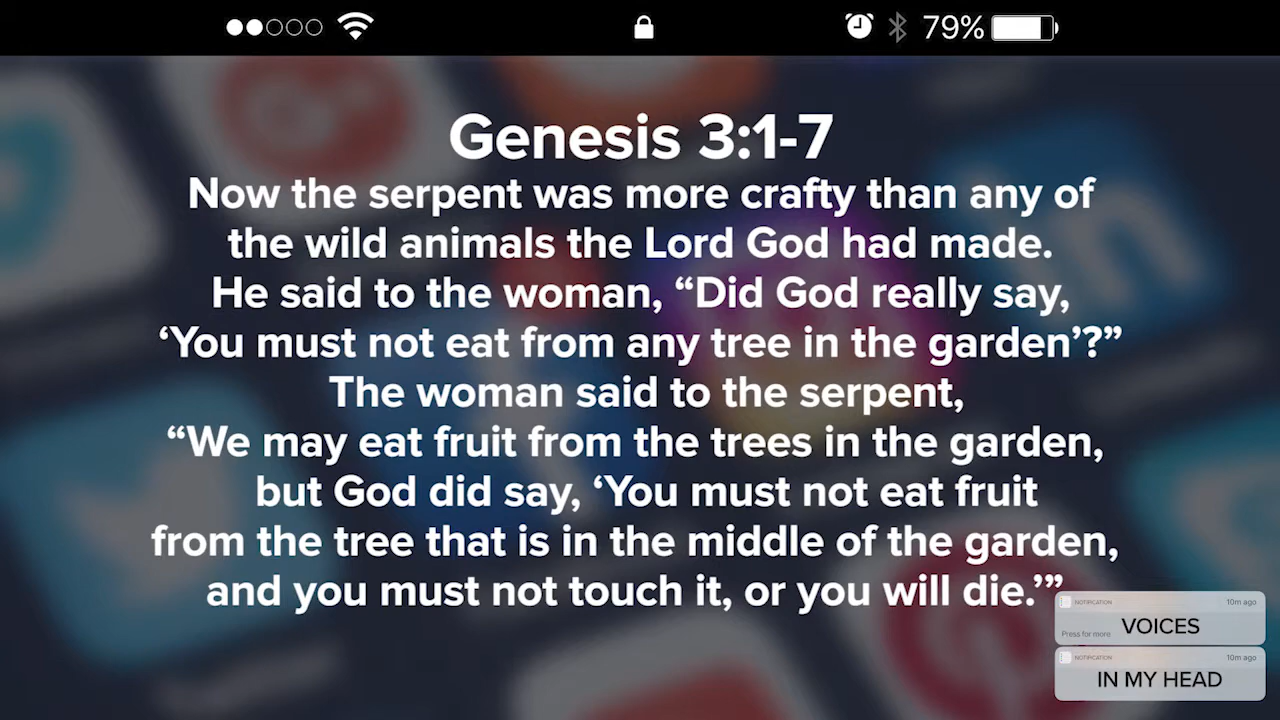 79%
Genesis 3:1-7
Now the serpent was more crafty than any of
the wild animals the Lord God had made.
He said to the woman, “Did God really say,
‘You must not eat from any tree in the garden’?”
The woman said to the serpent,
“We may eat fruit from the trees in the garden,
but God did say, ‘You must not eat fruit
from the tree that is in the middle of the garden,
and you must not touch it, or you will die.’”
NOTIFICATION 10m ago
VOICES
Press for more
NOTIFICATION 10m ago
IN MY HEAD
in